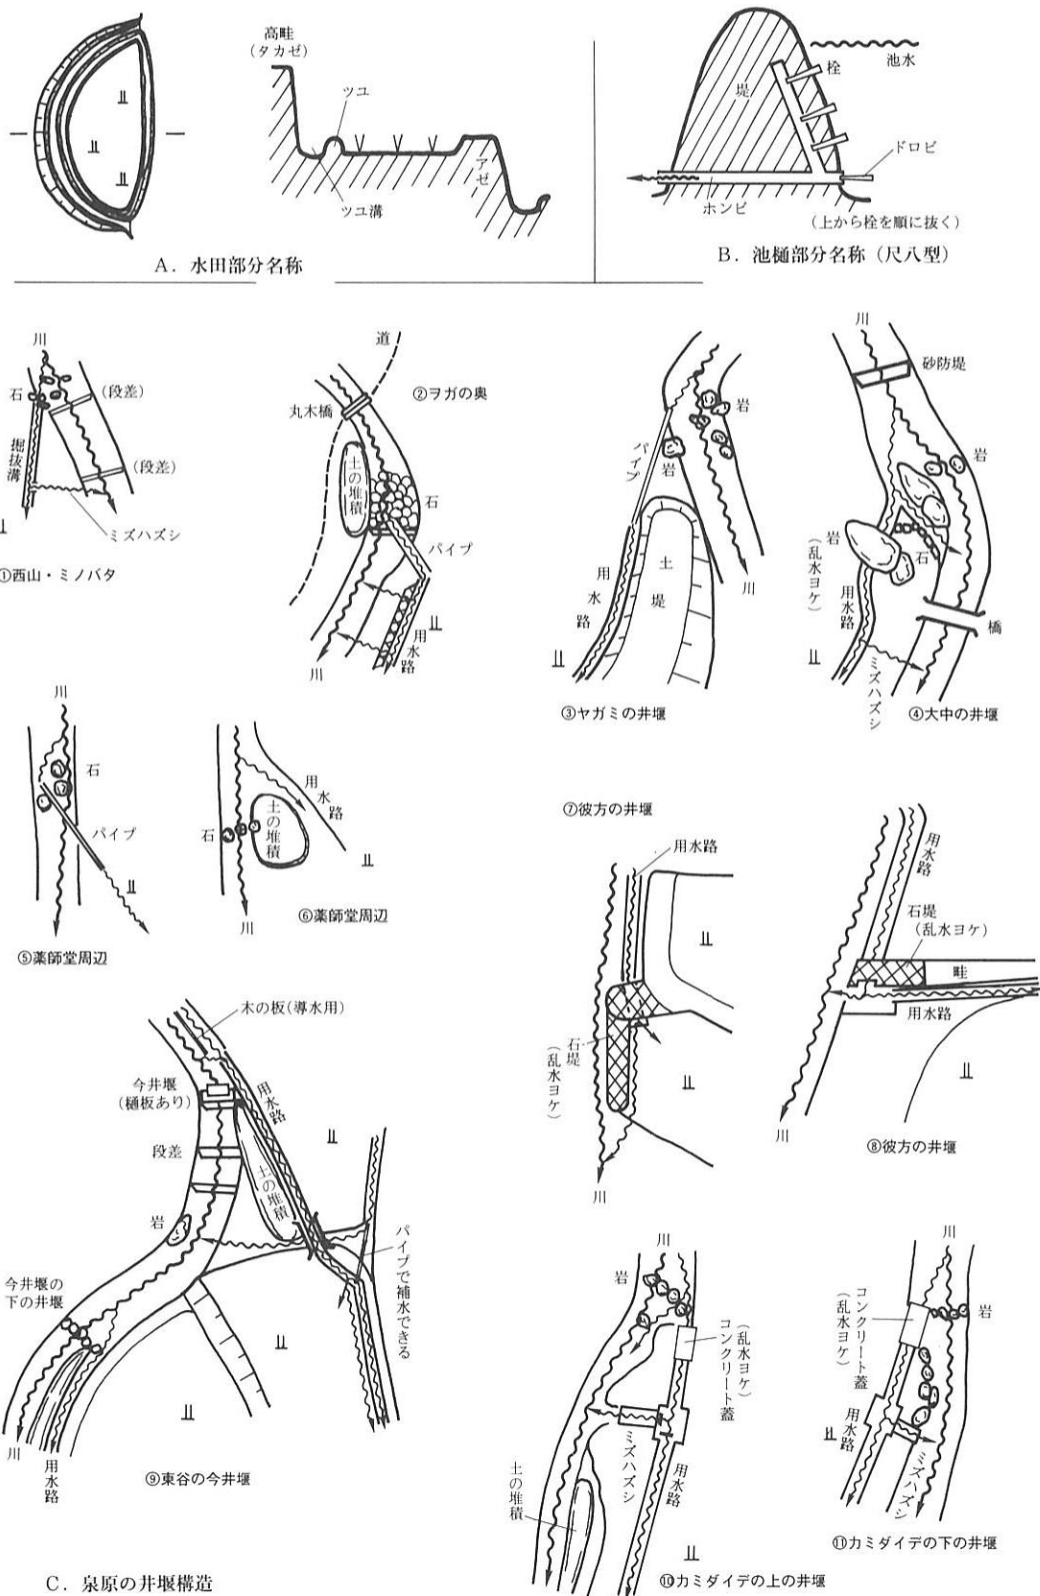 高畦
（タカゼ）
ツユ
ツユ溝
アゼ
A．水田部分名称
池水
栓
堤
ドロビ
ホンビ
（上から栓を順に抜く）
B．池樋部分名称（尺八型）
川
石
（段差）
掘抜溝
（段差）
ミズハズシ
①西山・ミノバタ
道
②ヲガの奥
丸木橋
土の堆積
石
パイプ
用水路
川
岩
パイプ
岩
土堤
用水路
川
③ヤガミの井堰
川
砂防堤
岩
岩
（乱水ヨケ）
石
用水路
橋
ミズハズシ
④大中の井堰
川
石
パイプ
⑤薬師堂周辺
用水路
石
土の堆積
川
⑥薬師堂周辺
⑦彼方の井堰
用水路
石堤
（乱水ヨケ）
川
用水路
石堤
（乱水ヨケ）
畦
用水路
川
⑧彼方の井堰
木の板（導水用）
今井堰
（樋板あり）
用水路
段差
土の堆積
岩
パイプで補水できる
今井堰の
下の井堰
川
用水路
⑨東谷の今井堰
川
岩
（乱水ヨケ）
コンクリート蓋
ミズハズシ
用水路
土の堆積
⑩カミダイデの上の井堰
川
岩
コンクリート蓋
（乱水ヨケ）
用水路
ミズハズシ
⑪カミダイデの下の井堰
C．泉原の井堰構造